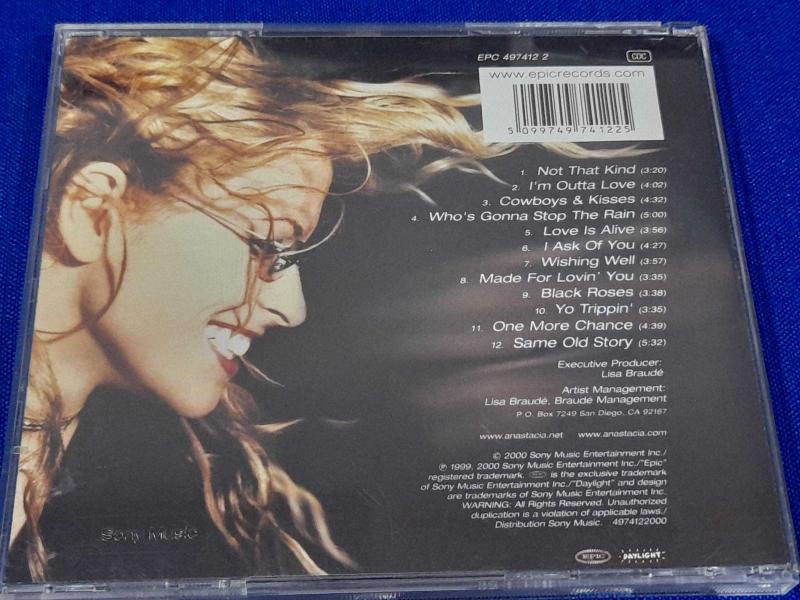 EPC 497412 2
CDC
www.epicrecords.com
5 099749 741225
1. Not That Kind (3:20)
2. I'm Outta Love (4:02)
3. Cowboys & Kisses (4:32)
4. Who's Gonna Stop The Rain (5:00)
5. Love Is Alive (3:56)
6. I Ask Of You (4:27)
7. Wishing Well (3:57)
8. Made For Lovin' You (3:35)
9. Black Roses (3:38)
10. Yo Trippin' (3:35)
11. One More Chance (4:39)
12. Same Old Story (5:32)
Executive Producer:
Lisa Braudé
Artist Management:
Lisa Braudé, Braudé Management
P.O. Box 7249 San Diego, CA 92167
www.anastacia.net www.anastacia.com
© 2000 Sony Music Entertainment Inc./
℗ 1999, 2000 Sony Music Entertainment Inc./"Epic"
registered trademark. is the exclusive trademark
of Sony Music Entertainment Inc./"Daylight" and design
are trademarks of Sony Music Entertainment Inc.
WARNING: All Rights Reserved. Unauthorized
duplication is a violation of applicable laws./
Distribution Sony Music. 4974122000
Sony Music
EPIC
DAYLIGHT